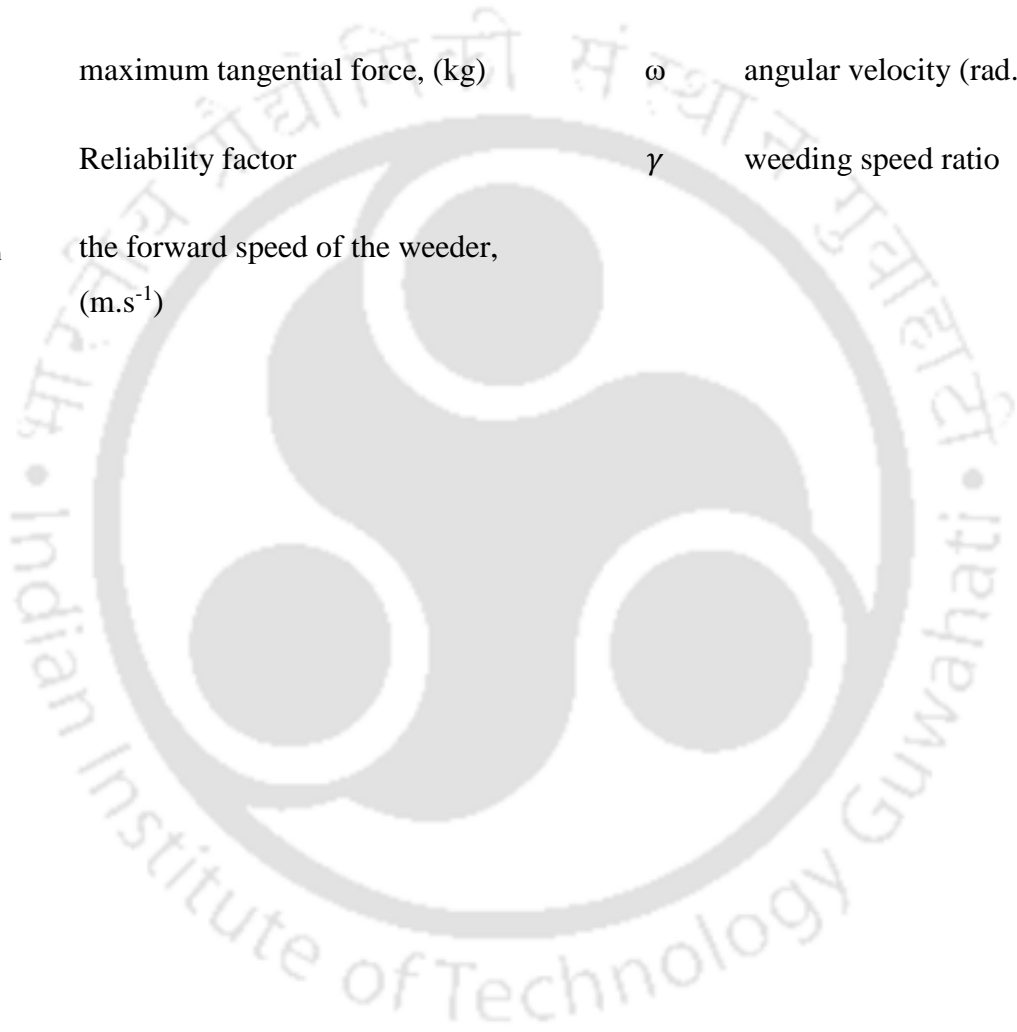 maximum tangential force, (kg)
ω angular velocity (rad.
Reliability factor
γ weeding speed ratio
the forward speed of the weeder,
(m.s-1)
भारतीय प्रौद्योगिकी संस्थान गुवाहाटी
Indian Institute of Technology Guwahati